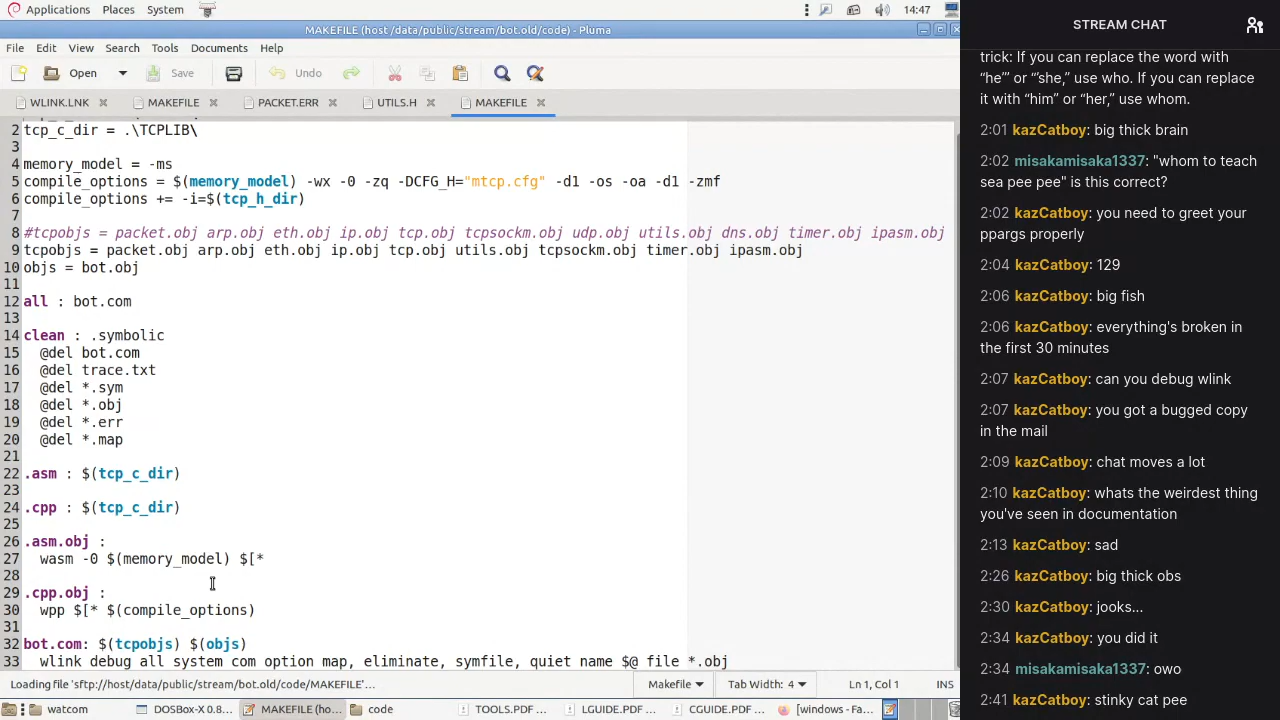 Applications Places System 14:47
MAKEFILE (host /data/public/stream/bot.old/code) - Pluma
File Edit View Search Tools Documents Help
Open Save Undo
WLINK.LNK MAKEFILE PACKET.ERR UTILS.H MAKEFILE
2 tcp_c_dir = .\TCPLIB\
3
4 memory_model = -ms
5 compile_options = $(memory_model) -wx -0 -zq -DCFG_H="mtcp.cfg" -d1 -os -oa -d1 -zmf
6 compile_options += -i=$(tcp_h_dir)
7
8 #tcpobjs = packet.obj arp.obj eth.obj ip.obj tcp.obj tcpsockm.obj udp.obj utils.obj dns.obj timer.obj ipasm.obj
9 tcpobjs = packet.obj arp.obj eth.obj ip.obj tcp.obj utils.obj tcpsockm.obj timer.obj ipasm.obj
10 objs = bot.obj
11
12 all : bot.com
13
14 clean : .symbolic
15 @del bot.com
16 @del trace.txt
17 @del *.sym
18 @del *.obj
19 @del *.err
20 @del *.map
21
22 .asm : $(tcp_c_dir)
23
24 .cpp : $(tcp_c_dir)
25
26 .asm.obj :
27 wasm -0 $(memory_model) $[*
28
29 .cpp.obj :
30 wpp $[* $(compile_options)
31
32 bot.com: $(tcpobjs) $(objs)
33 wlink debug all system com option map, eliminate, symfile, quiet name $@ file *.obj
Loading file 'sftp://host/data/public/stream/bot.old/code/MAKEFILE'… Makefile Tab Width: 4 Ln 1, Col 1 INS
watcom DOSBox-X 0.8... MAKEFILE (ho... code TOOLS.PDF ... LGUIDE.PDF ... CGUIDE.PDF ... [windows - Fa...
STREAM CHAT
trick: If you can replace the word with
“he’” or “’she,” use who. If you can replace
it with “him” or “her,” use whom.
2:01 kazCatboy: big thick brain
2:02 misakamisaka1337: "whom to teach
sea pee pee" is this correct?
2:02 kazCatboy: you need to greet your
ppargs properly
2:04 kazCatboy: 129
2:06 kazCatboy: big fish
2:06 kazCatboy: everything's broken in
the first 30 minutes
2:07 kazCatboy: can you debug wlink
2:07 kazCatboy: you got a bugged copy
in the mail
2:09 kazCatboy: chat moves a lot
2:10 kazCatboy: whats the weirdest thing
you've seen in documentation
2:13 kazCatboy: sad
2:26 kazCatboy: big thick obs
2:30 kazCatboy: jooks...
2:34 kazCatboy: you did it
2:34 misakamisaka1337: owo
2:41 kazCatboy: stinky cat pee